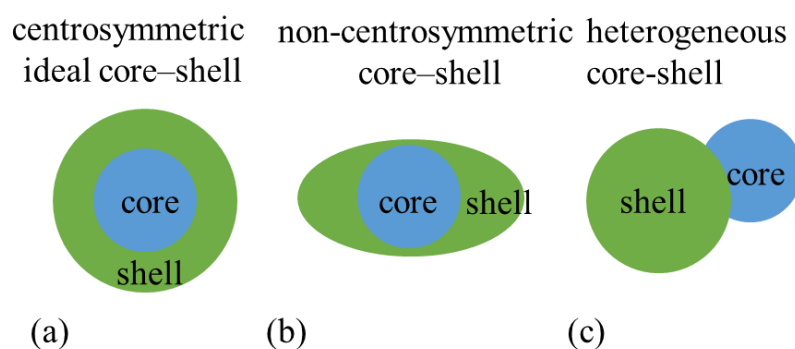 centrosymmetric
ideal core–shell
non-centrosymmetric
core–shell
heterogeneous
core-shell
core
shell
core
shell
shell
core
(a)
(b)
(c)